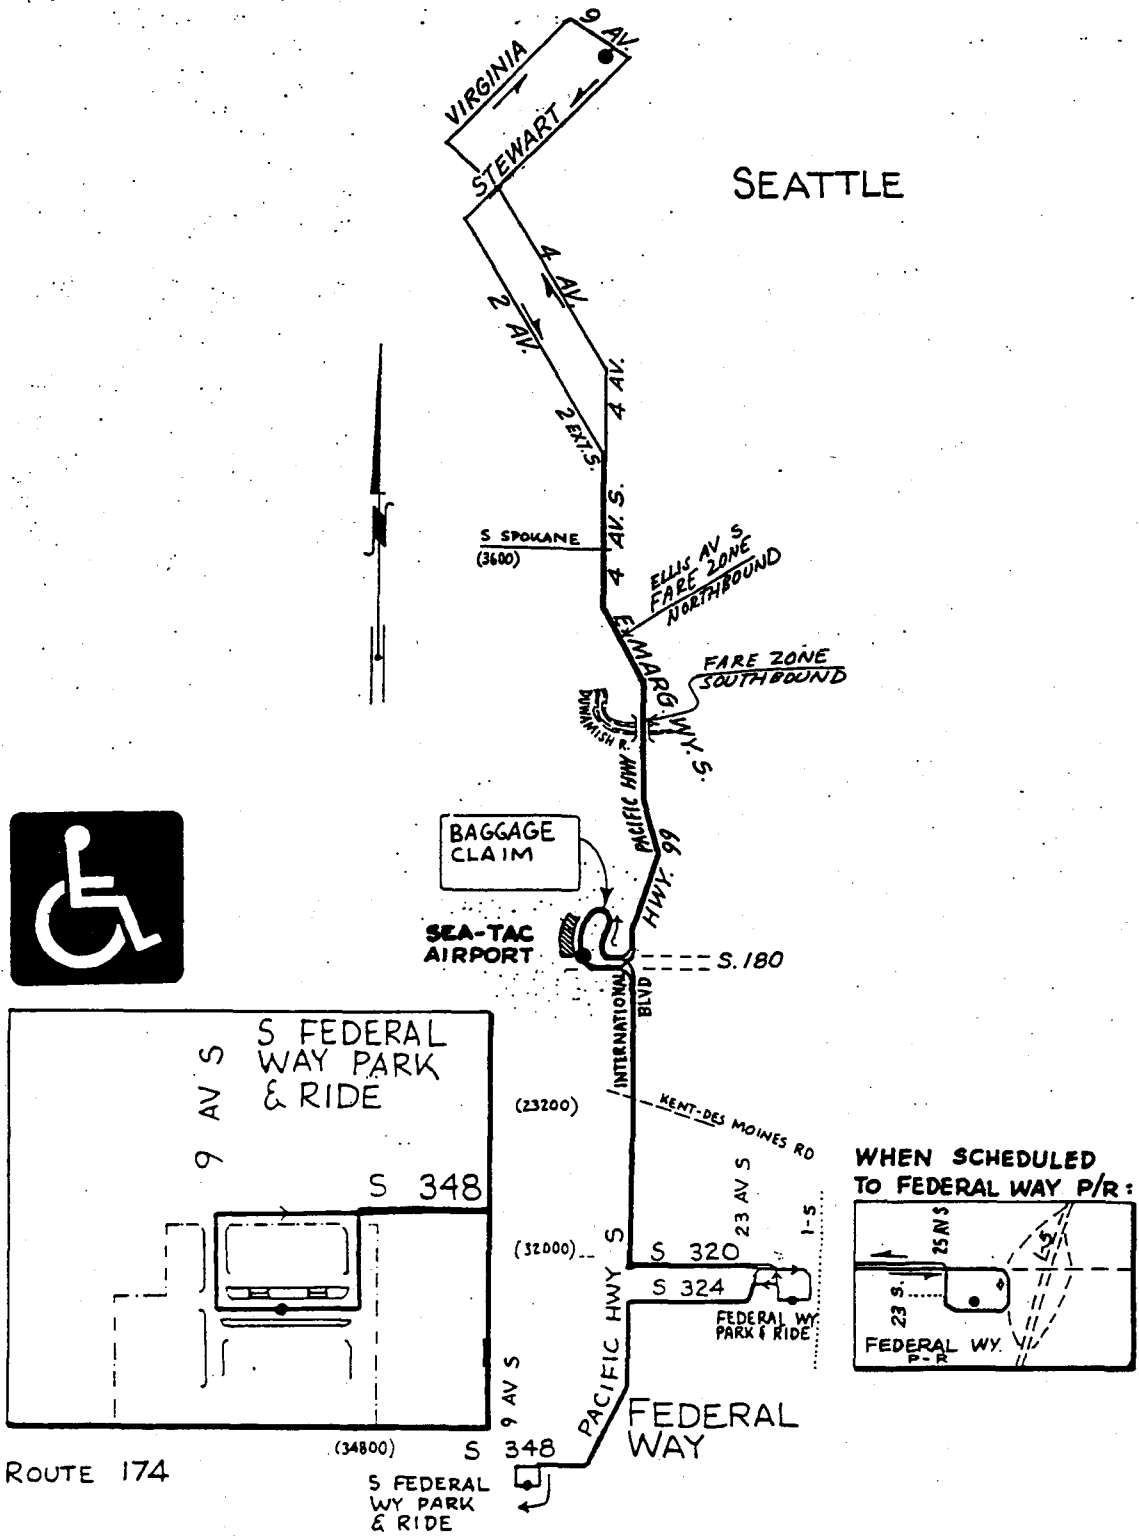 9 AV.
VIRGINIA
STEWART
SEATTLE
4 AV.
2 AV.
4 AV.
2 EXT. S.
4 AV. S.
S SPOKANE
(3600)
ELLIS AV S
FARE ZONE
NORTHBOUND
E. MARG. WY. S.
FARE ZONE
SOUTHBOUND
DUWAMISH R.
PACIFIC HWY
HWY. 99
BAGGAGE
CLAIM
SEA-TAC
AIRPORT
S. 180
INTERNATIONAL
BLVD
S FEDERAL
WAY PARK
& RIDE
9 AV S
S 348
(23200)
KENT-DES MOINES RD
23 AV S
I-5
(32000)
S 320
S 324
FEDERAL WY
PARK & RIDE
PACIFIC HWY S
WHEN SCHEDULED
TO FEDERAL WAY P/R:
25 AV S
I-5
23 S.
FEDERAL WY.
P-R
FEDERAL
WAY
9 AV S
(34800)
S 348
ROUTE 174
S FEDERAL
WY PARK
& RIDE